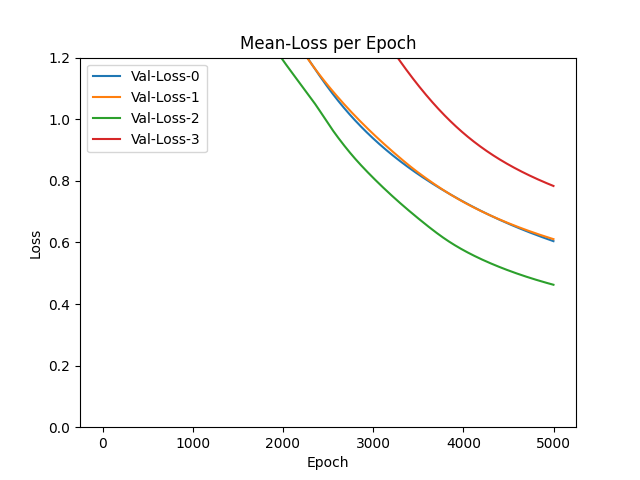 Mean-Loss per Epoch
1.2
1.0
0.8
0.6
0.4
0.2
0.0
Loss
Val-Loss-0
Val-Loss-1
Val-Loss-2
Val-Loss-3
0 1000 2000 3000 4000 5000
Epoch